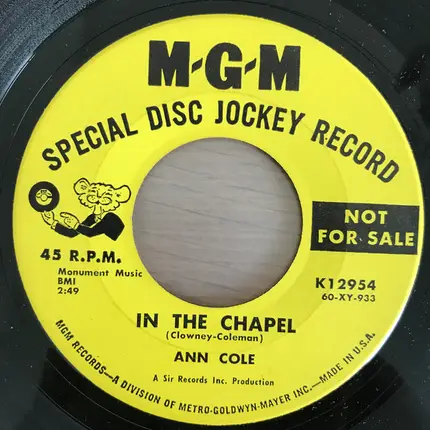 M-G-M
SPECIAL DISC JOCKEY RECORD
NOT
FOR SALE
45 R.P.M.
Monument Music
BMI
2:49
K12954
60-XY-933
IN THE CHAPEL
(Clowney-Coleman)
ANN COLE
A Sir Records Inc. Production
MGM RECORDS—A DIVISION OF METRO-GOLDWYN-MAYER INC.—MADE IN U.S.A.